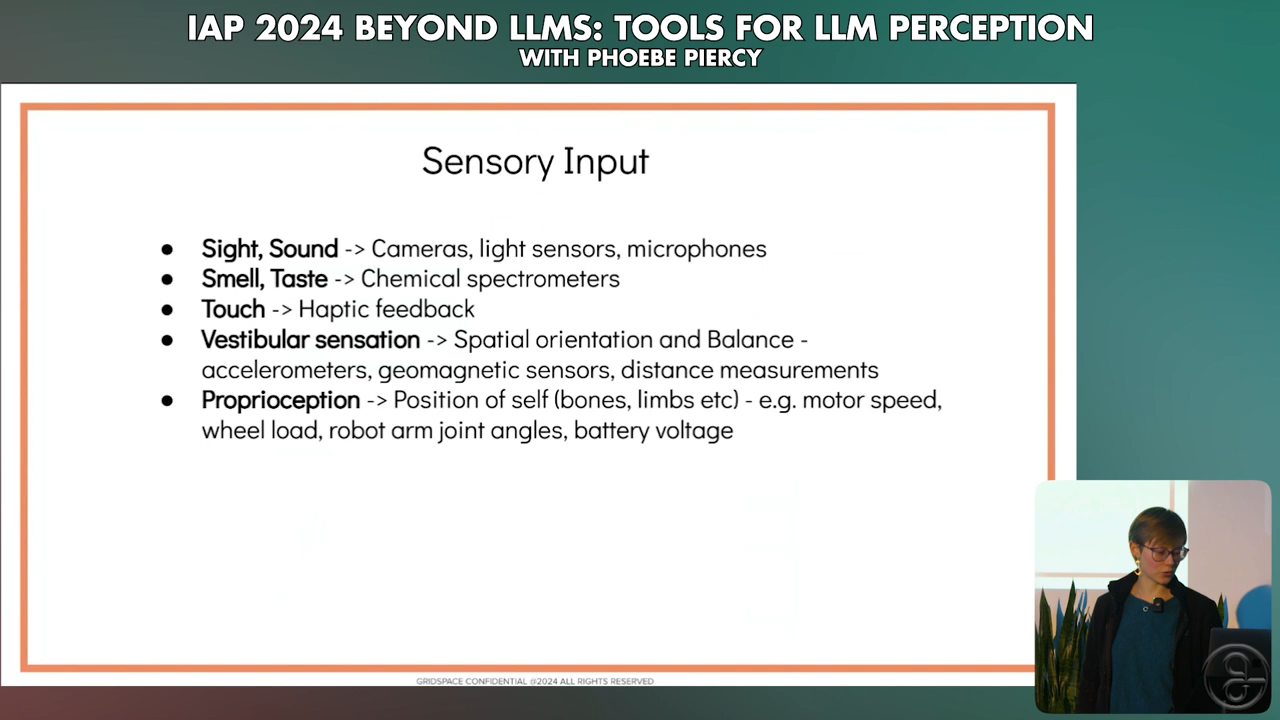 IAP 2024 BEYOND LLMS: TOOLS FOR LLM PERCEPTION
WITH PHOEBE PIERCY
Sensory Input
● Sight, Sound -> Cameras, light sensors, microphones
● Smell, Taste -> Chemical spectrometers
● Touch -> Haptic feedback
● Vestibular sensation -> Spatial orientation and Balance -
accelerometers, geomagnetic sensors, distance measurements
● Proprioception -> Position of self (bones, limbs etc) - e.g. motor speed,
wheel load, robot arm joint angles, battery voltage
GRIDSPACE CONFIDENTIAL @2024 ALL RIGHTS RESERVED